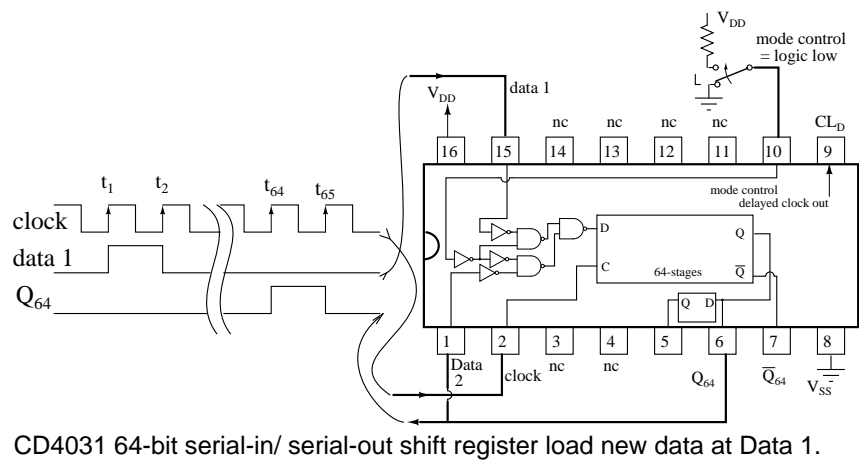 V_DD
mode control
= logic low
L
data 1
V_DD
nc
nc
nc
nc
CL_D
16
15
14
13
12
11
10
9
mode control
delayed clock out
t_1
t_2
t_64
t_65
clock
data 1
Q_64
D
Q
C
64-stages
Q̅
Q
D
1
2
3
4
5
6
7
8
Data
2
clock
nc
nc
Q_64
Q̅_64
V_SS
CD4031 64-bit serial-in/ serial-out shift register load new data at Data 1.